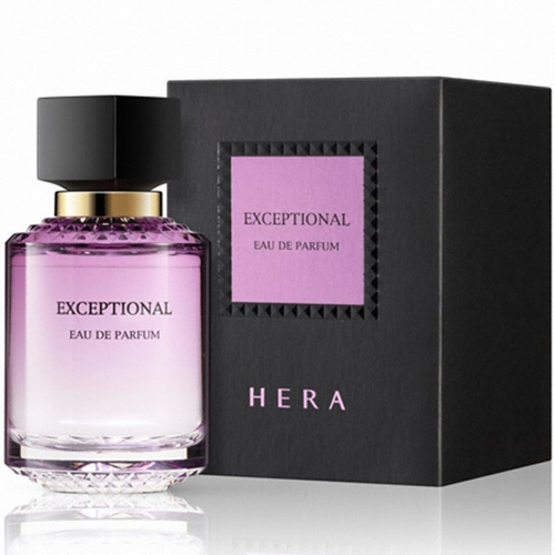 EXCEPTIONAL
EAU DE PARFUM
EXCEPTIONAL
EAU DE PARFUM
HERA